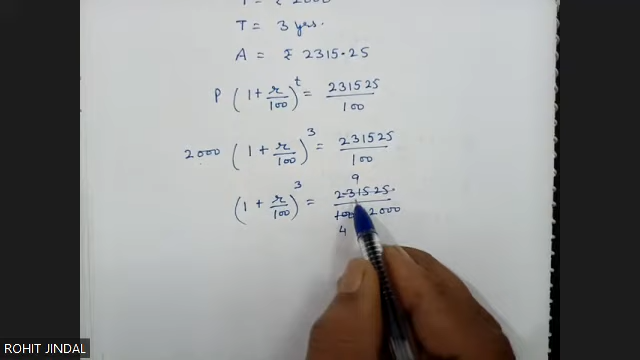 T = 3 yrs.
A = ₹ 2315.25
P (1 + r/100)^t = 231525/100
2000 (1 + r/100)^3 = 231525/100
9
(1 + r/100)^3 = 231525/100 2000
4
ROHIT JINDAL